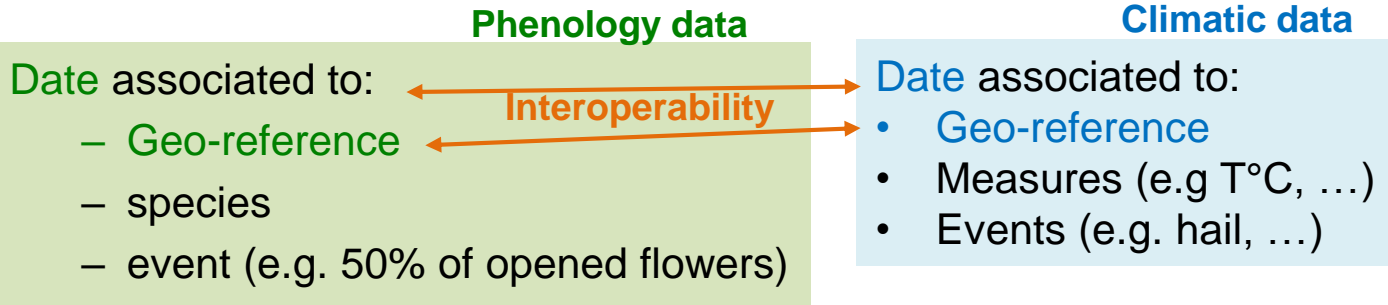 Phenology data
Date associated to:
– Geo-reference
– species
– event (e.g. 50% of opened flowers)
Interoperability
Climatic data
Date associated to:
• Geo-reference
• Measures (e.g T°C, …)
• Events (e.g. hail, …)